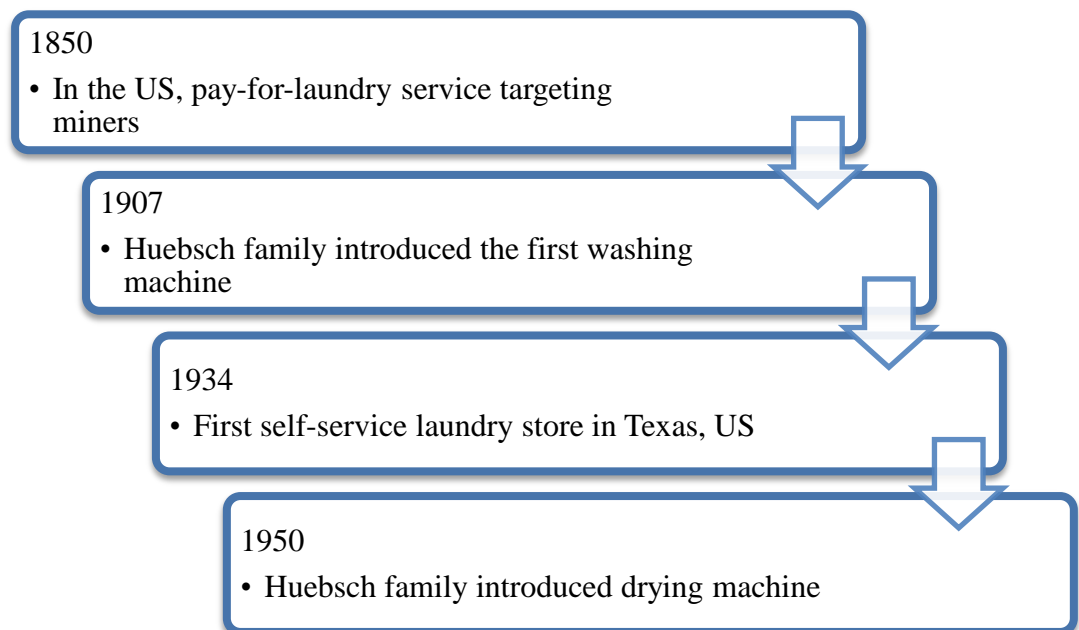 1850
• In the US, pay-for-laundry service targeting
miners
1907
• Huebsch family introduced the first washing
machine
1934
• First self-service laundry store in Texas, US
1950
• Huebsch family introduced drying machine